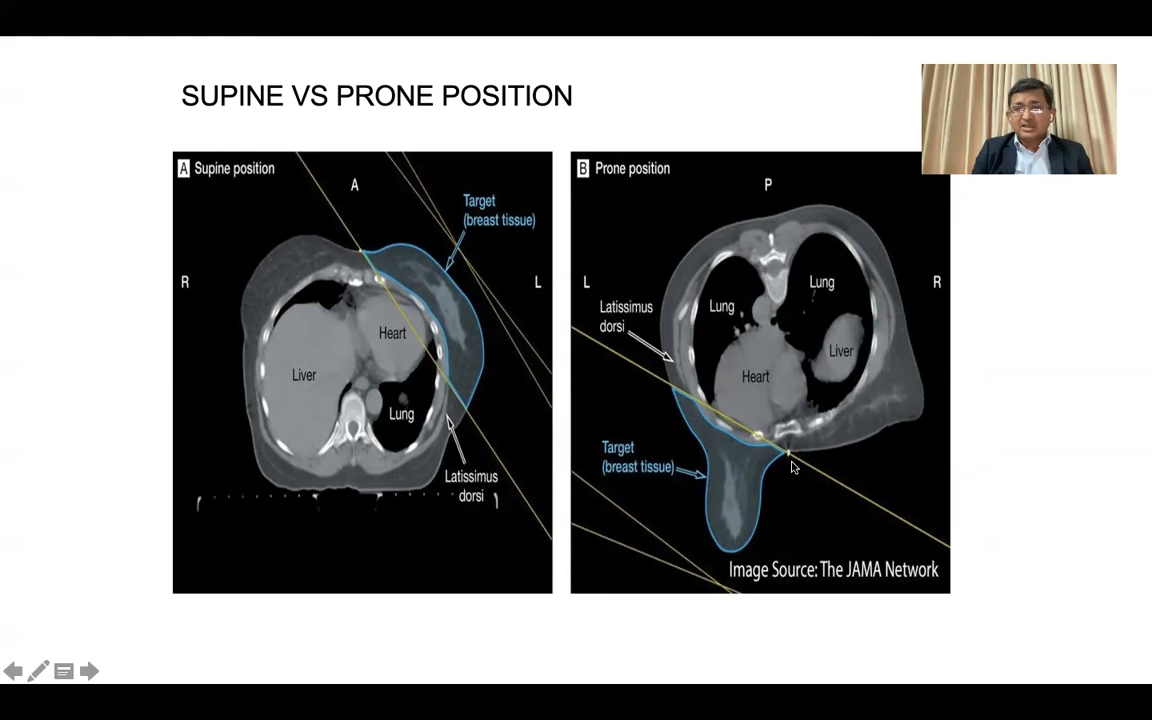 SUPINE VS PRONE POSITION
A Supine position
A
Target
(breast tissue)
R
L
Heart
Liver
Lung
Latissimus
dorsi
B Prone position
P
L
R
Lung
Lung
Latissimus
dorsi
Liver
Heart
Target
(breast tissue)
Image Source: The JAMA Network